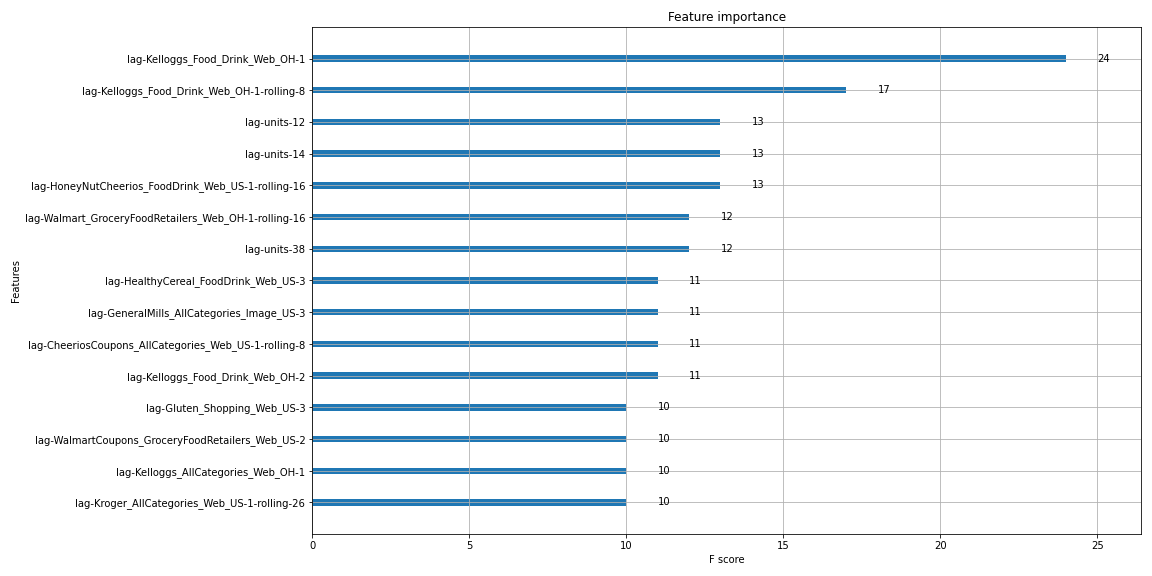 Feature importance
Features
lag-Kelloggs_Food_Drink_Web_OH-1 24
lag-Kelloggs_Food_Drink_Web_OH-1-rolling-8 17
lag-units-12 13
lag-units-14 13
lag-HoneyNutCheerios_FoodDrink_Web_US-1-rolling-16 13
lag-Walmart_GroceryFoodRetailers_Web_OH-1-rolling-16 12
lag-units-38 12
lag-HealthyCereal_FoodDrink_Web_US-3 11
lag-GeneralMills_AllCategories_Image_US-3 11
lag-CheeriosCoupons_AllCategories_Web_US-1-rolling-8 11
lag-Kelloggs_Food_Drink_Web_OH-2 11
lag-Gluten_Shopping_Web_US-3 10
lag-WalmartCoupons_GroceryFoodRetailers_Web_US-2 10
lag-Kelloggs_AllCategories_Web_OH-1 10
lag-Kroger_AllCategories_Web_US-1-rolling-26 10
0 5 10 15 20 25
F score